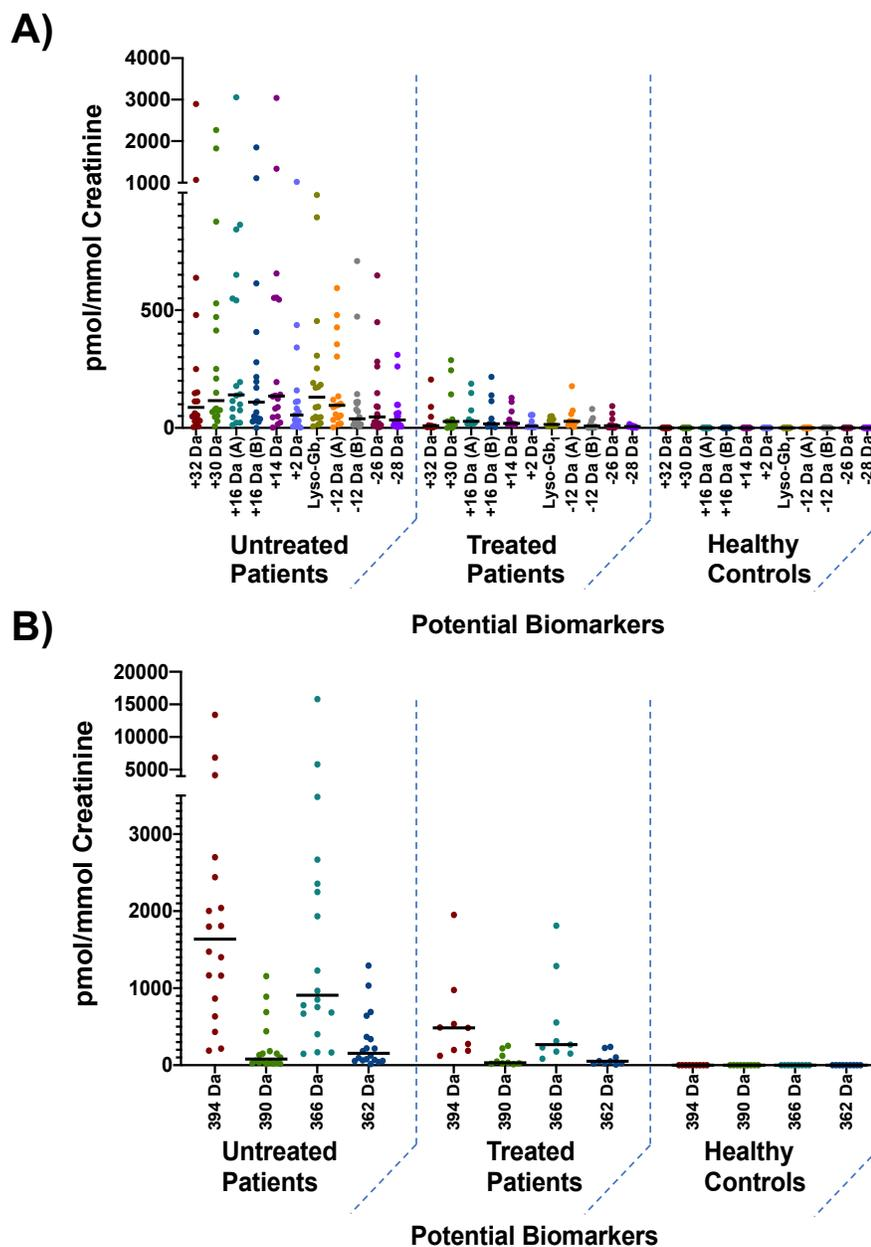 A)
pmol/mmol Creatinine
4000
3000
2000
1000
500
0
+32 Da
+30 Da
+16 Da (A)
+16 Da (B)
+14 Da
+2 Da
Lyso-Gb1
-12 Da (A)
-12 Da (B)
-26 Da
-28 Da
+32 Da
+30 Da
+16 Da (A)
+16 Da (B)
+14 Da
+2 Da
Lyso-Gb1
-12 Da (A)
-12 Da (B)
-26 Da
-28 Da
+32 Da
+30 Da
+16 Da (A)
+16 Da (B)
+14 Da
+2 Da
Lyso-Gb1
-12 Da (A)
-12 Da (B)
-26 Da
-28 Da
Untreated
Patients
Treated
Patients
Healthy
Controls
Potential Biomarkers
B)
pmol/mmol Creatinine
20000
15000
10000
5000
3000
2000
1000
0
394 Da
390 Da
366 Da
362 Da
394 Da
390 Da
366 Da
362 Da
394 Da
390 Da
366 Da
362 Da
Untreated
Patients
Treated
Patients
Healthy
Controls
Potential Biomarkers